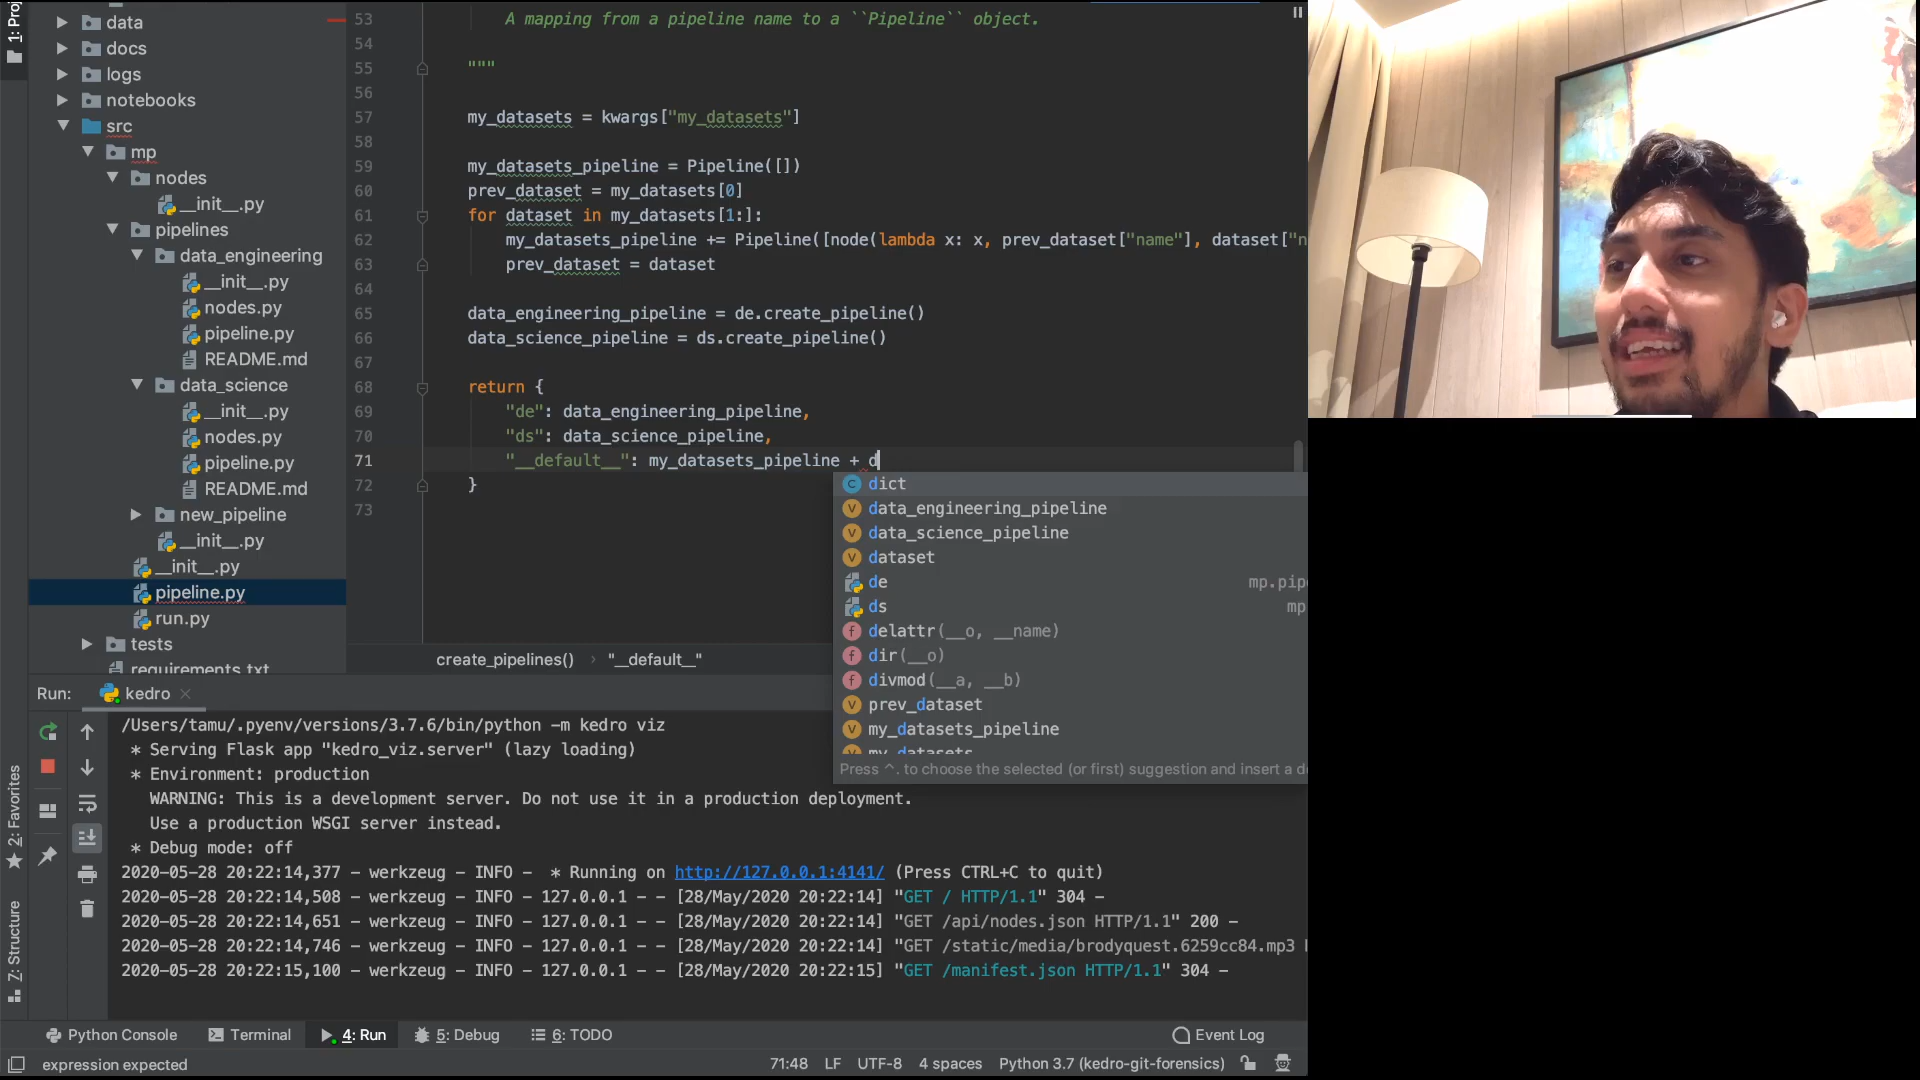 1: Proj
data
docs
logs
notebooks
src
mp
nodes
__init__.py
pipelines
data_engineering
__init__.py
nodes.py
pipeline.py
README.md
data_science
__init__.py
nodes.py
pipeline.py
README.md
new_pipeline
__init__.py
__init__.py
pipeline.py
run.py
tests
requirements.txt
53 A mapping from a pipeline name to a ``Pipeline`` object.
54
55 """
56
57 my_datasets = kwargs["my_datasets"]
58
59 my_datasets_pipeline = Pipeline([])
60 prev_dataset = my_datasets[0]
61 for dataset in my_datasets[1:]:
62 my_datasets_pipeline += Pipeline([node(lambda x: x, prev_dataset["name"], dataset["n
63 prev_dataset = dataset
64
65 data_engineering_pipeline = de.create_pipeline()
66 data_science_pipeline = ds.create_pipeline()
67
68 return {
69 "de": data_engineering_pipeline,
70 "ds": data_science_pipeline,
71 "__default__": my_datasets_pipeline + d
72 }
73
dict
data_engineering_pipeline
data_science_pipeline
dataset
de mp.pip
ds mp
delattr(__o, __name)
dir(__o)
divmod(__a, __b)
prev_dataset
my_datasets_pipeline
my_datasets
Press ^. to choose the selected (or first) suggestion and insert a do
create_pipelines() › "__default__"
Run: kedro
/Users/tamu/.pyenv/versions/3.7.6/bin/python -m kedro viz
* Serving Flask app "kedro_viz.server" (lazy loading)
* Environment: production
WARNING: This is a development server. Do not use it in a production deployment.
Use a production WSGI server instead.
* Debug mode: off
2020-05-28 20:22:14,377 - werkzeug - INFO - * Running on http://127.0.0.1:4141/ (Press CTRL+C to quit)
2020-05-28 20:22:14,508 - werkzeug - INFO - 127.0.0.1 - - [28/May/2020 20:22:14] "GET / HTTP/1.1" 304 -
2020-05-28 20:22:14,651 - werkzeug - INFO - 127.0.0.1 - - [28/May/2020 20:22:14] "GET /api/nodes.json HTTP/1.1" 200 -
2020-05-28 20:22:14,746 - werkzeug - INFO - 127.0.0.1 - - [28/May/2020 20:22:14] "GET /static/media/brodyquest.6259cc84.mp3 H
2020-05-28 20:22:15,100 - werkzeug - INFO - 127.0.0.1 - - [28/May/2020 20:22:15] "GET /manifest.json HTTP/1.1" 304 -
2: Favorites
Z: Structure
Python Console
Terminal
4: Run
5: Debug
6: TODO
Event Log
expression expected
71:48 LF UTF-8 4 spaces Python 3.7 (kedro-git-forensics)